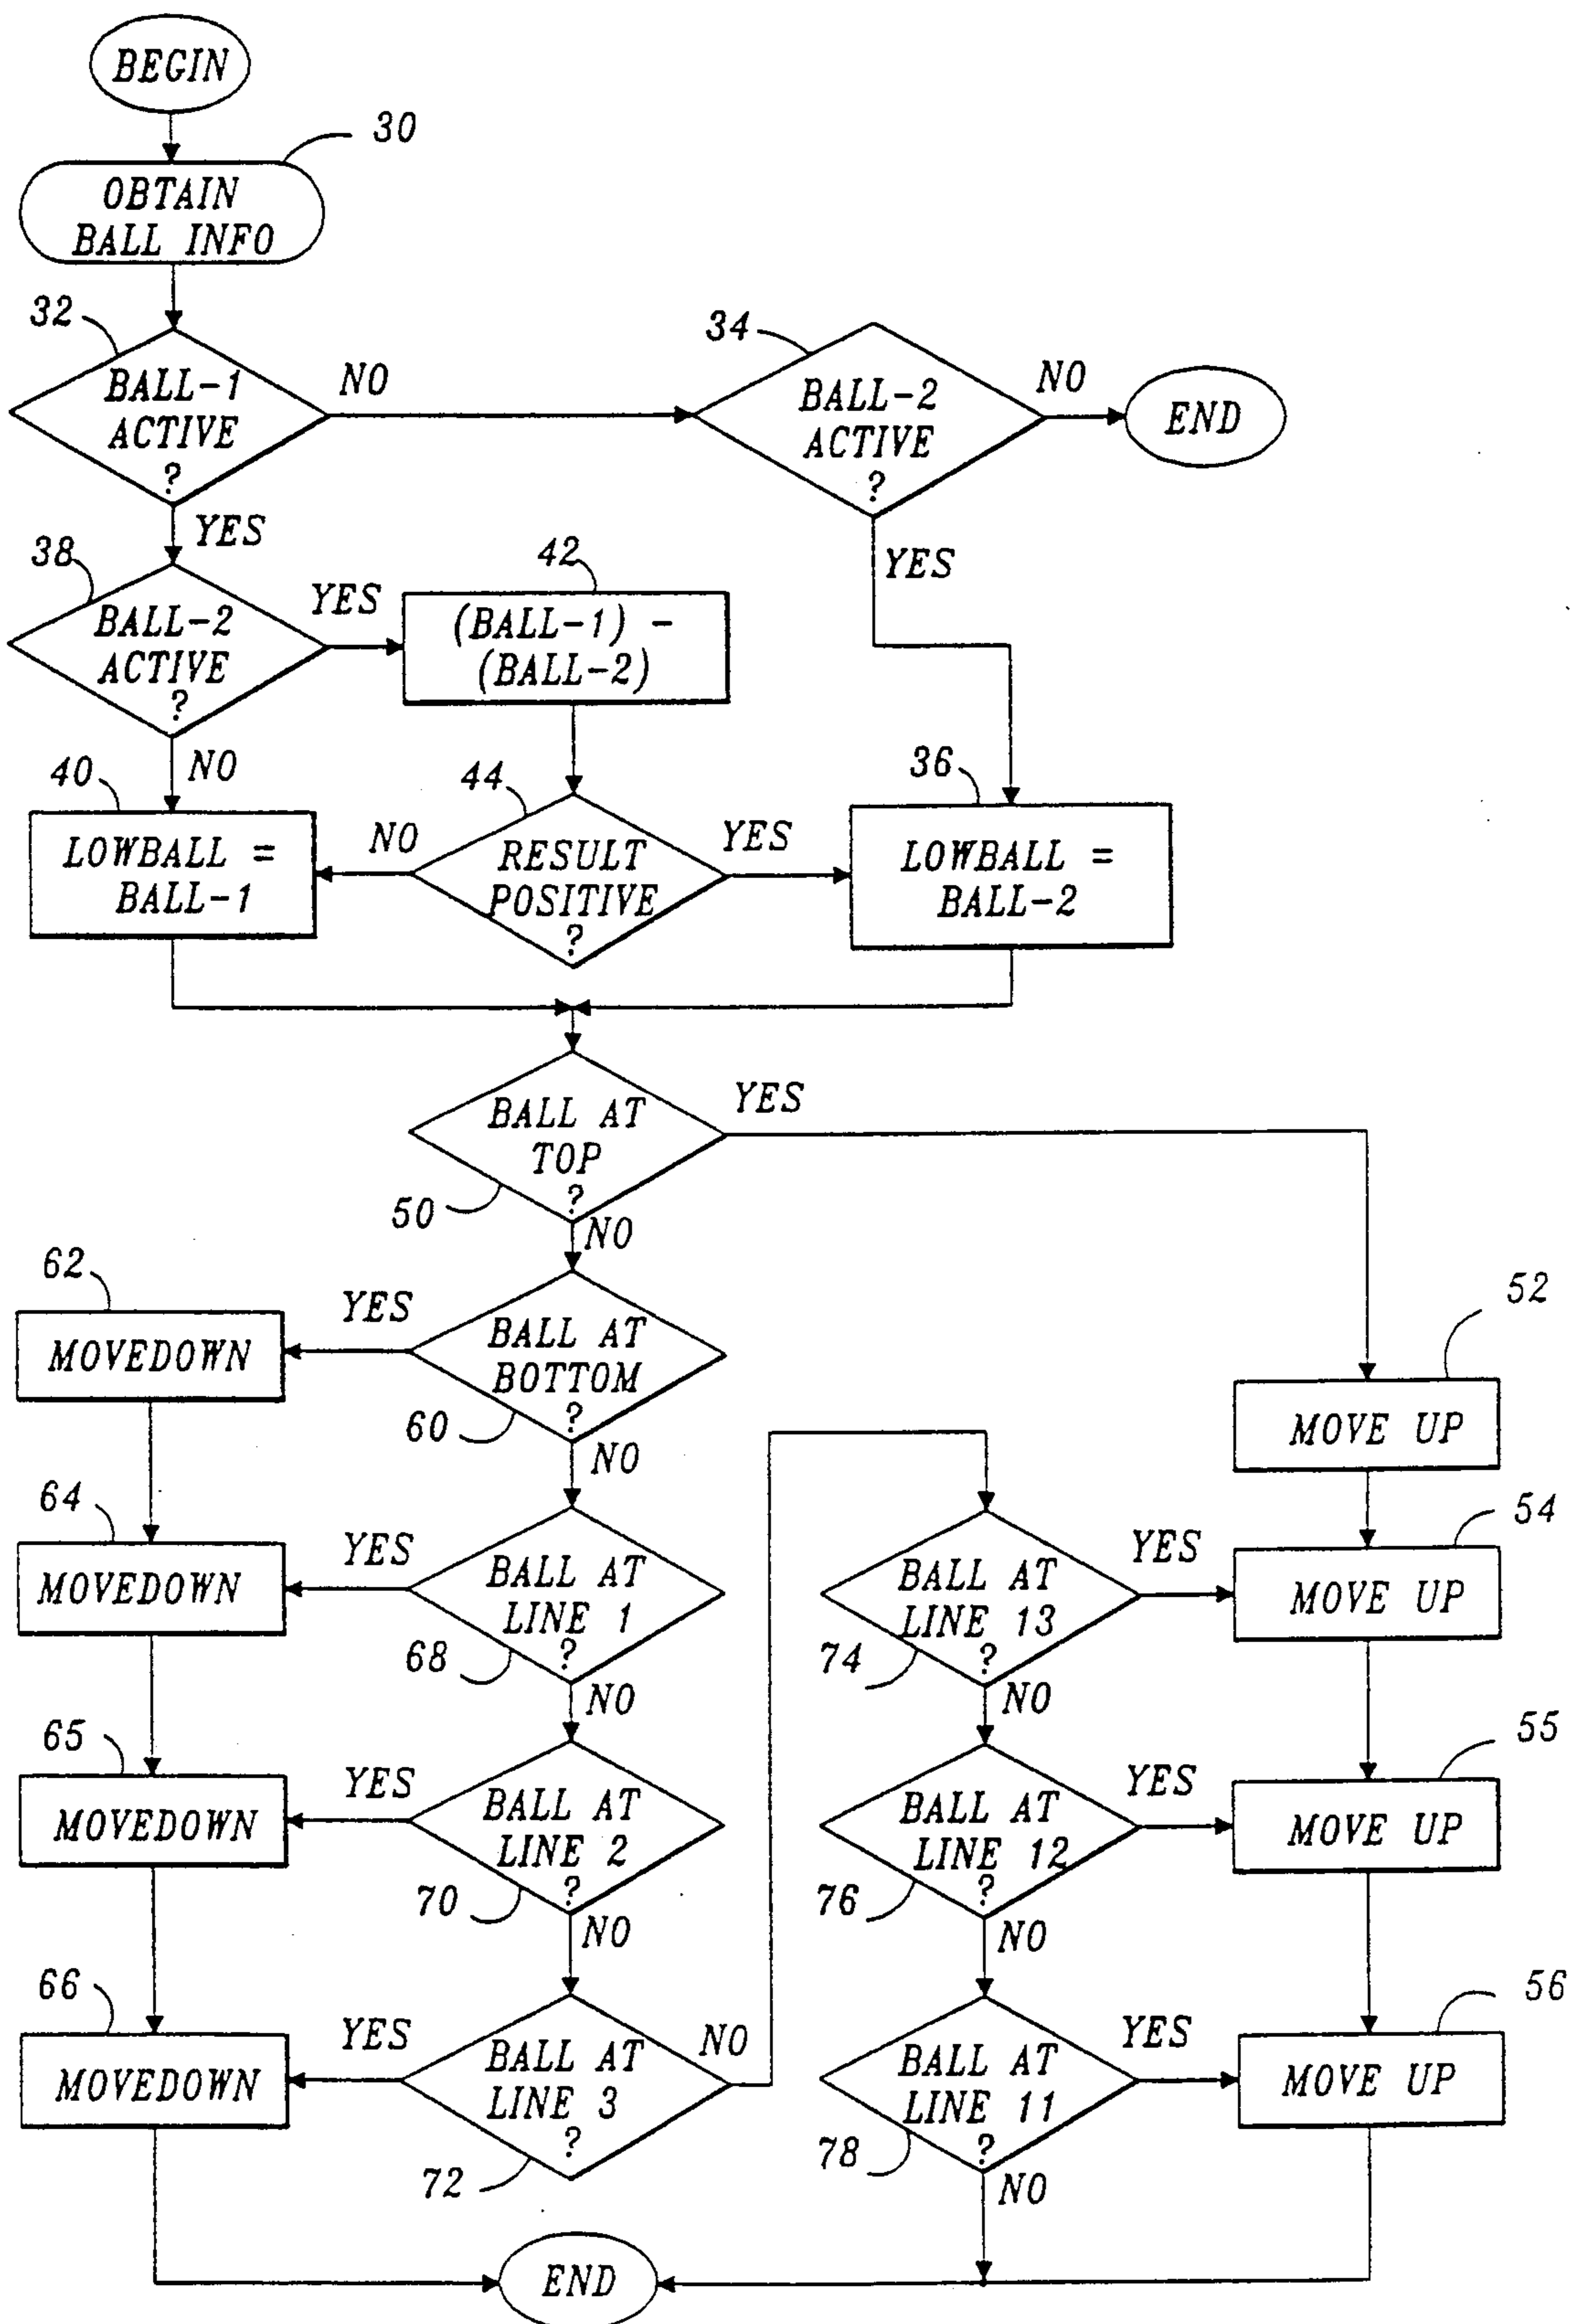 BEGIN
30
OBTAIN
BALL INFO
32
BALL-1
ACTIVE
?
NO
34
BALL-2
ACTIVE
?
NO
END
YES
YES
38
BALL-2
ACTIVE
?
YES
42
(BALL-1) -
(BALL-2)
NO
40
LOWBALL =
BALL-1
44
NO
RESULT
POSITIVE
?
YES
36
LOWBALL =
BALL-2
BALL AT
TOP
?
YES
50
NO
62
MOVEDOWN
YES
BALL AT
BOTTOM
?
60
NO
52
MOVE UP
64
MOVEDOWN
YES
BALL AT
LINE 1
?
68
NO
BALL AT
LINE 13
?
74
YES
NO
54
MOVE UP
65
MOVEDOWN
YES
BALL AT
LINE 2
?
70
NO
BALL AT
LINE 12
?
76
YES
NO
55
MOVE UP
66
MOVEDOWN
YES
BALL AT
LINE 3
?
72
NO
BALL AT
LINE 11
?
78
YES
NO
56
MOVE UP
END